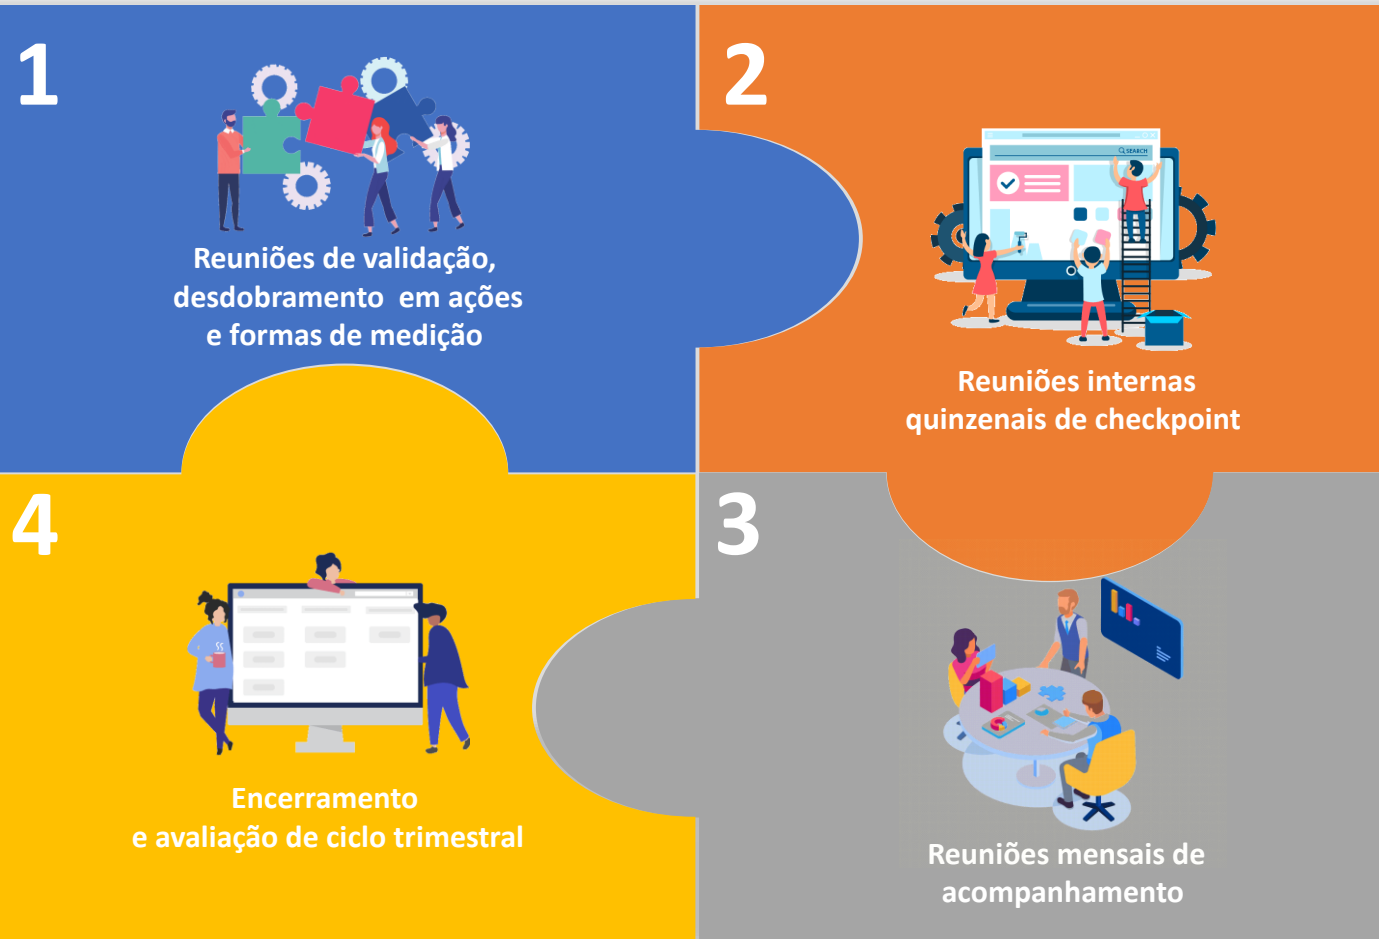 1
Reuniões de validação,
desdobramento em ações
e formas de medição
2
SEARCH
Reuniões internas
quinzenais de checkpoint
3
Reuniões mensais de
acompanhamento
4
Encerramento
e avaliação de ciclo trimestral